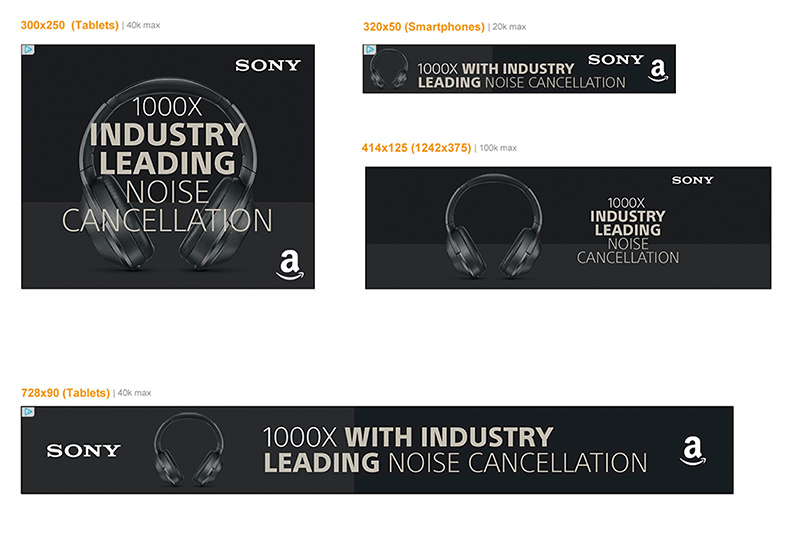 300x250 (Tablets) | 40k max
SONY
1000X
INDUSTRY
LEADING
NOISE
CANCELLATION
a
320x50 (Smartphones) | 20k max
1000X WITH INDUSTRY
LEADING NOISE CANCELLATION
SONY
a
414x125 (1242x375) | 100k max
SONY
1000X
INDUSTRY
LEADING
NOISE
CANCELLATION
728x90 (Tablets) | 40k max
SONY
1000X WITH INDUSTRY
LEADING NOISE CANCELLATION
a